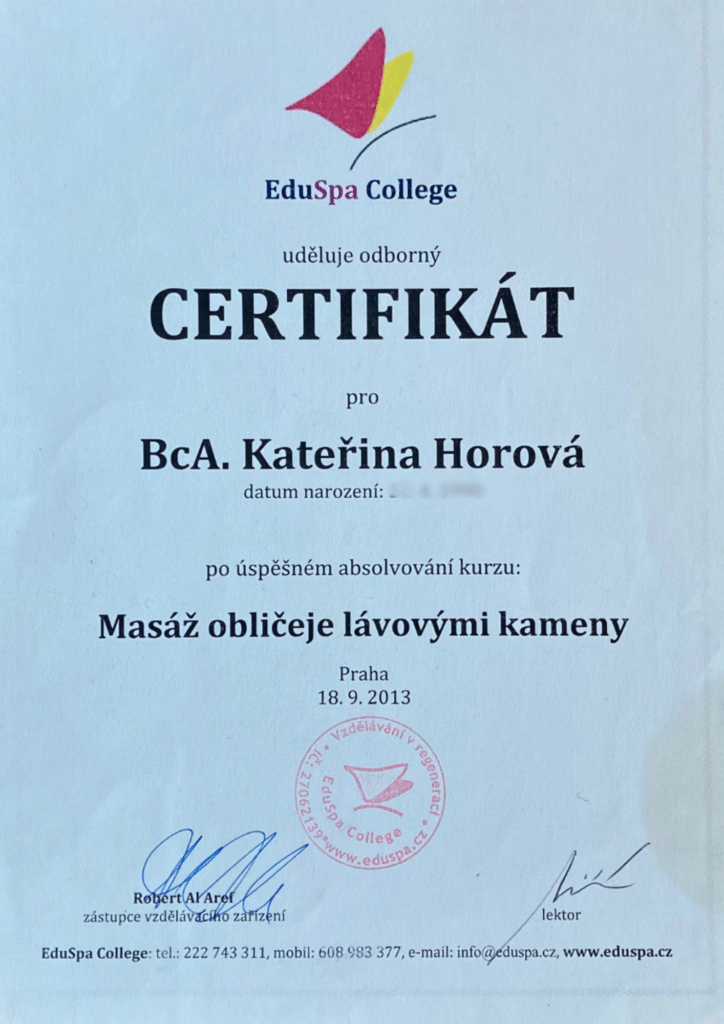 EduSpa College
uděluje odborný
CERTIFIKÁT
pro
BcA. Kateřina Horová
datum narození:
po úspěšném absolvování kurzu:
Masáž obličeje lávovými kameny
Praha
18. 9. 2013
Vzdělávání v regeneraci • www.eduspa.cz • IČ: 27062139
EduSpa College
Robert Al Aref
zástupce vzdělávacího zařízení
lektor
EduSpa College: tel.: 222 743 311, mobil: 608 983 377, e-mail: info@eduspa.cz, www.eduspa.cz